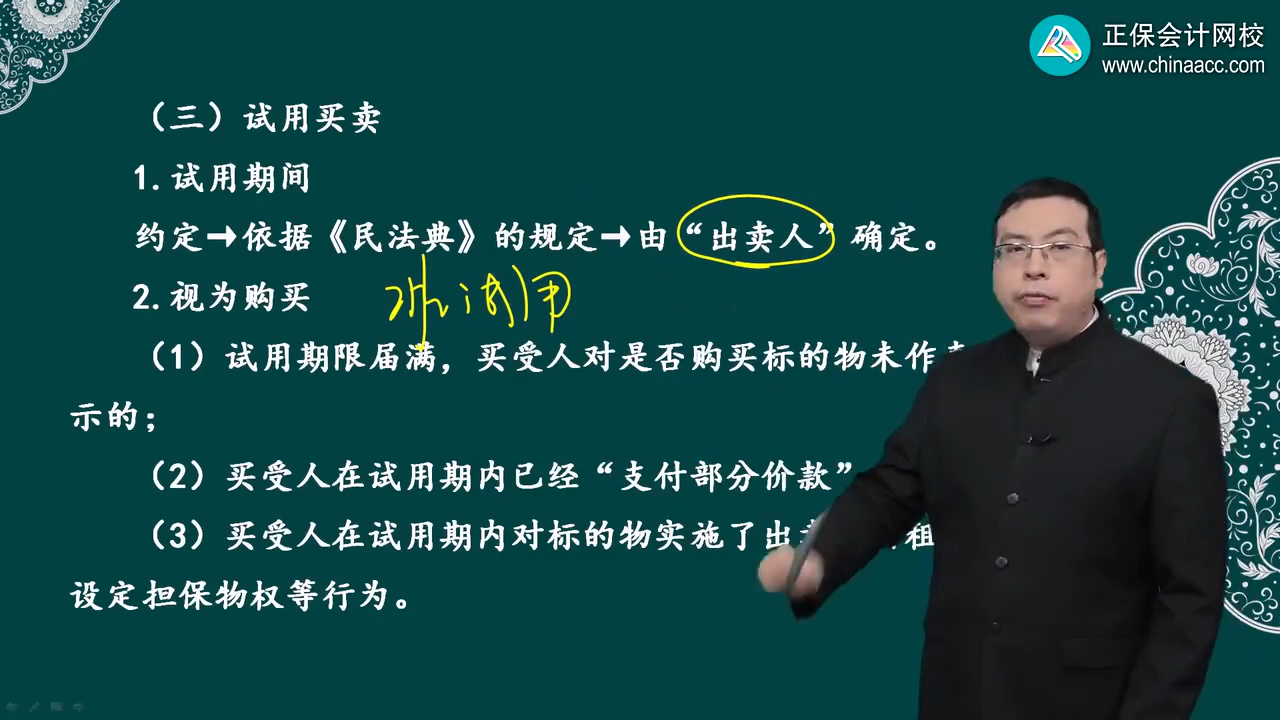 正保会计网校
www.chinaacc.com
（三）试用买卖
1.试用期间
约定→依据《民法典》的规定→由“出卖人”确定。
2.视为购买
（1）试用期限届满，买受人对是否购买标的物未作
示的；
（2）买受人在试用期内已经“支付部分价款”
（3）买受人在试用期内对标的物实施了出 租
设定担保物权等行为。